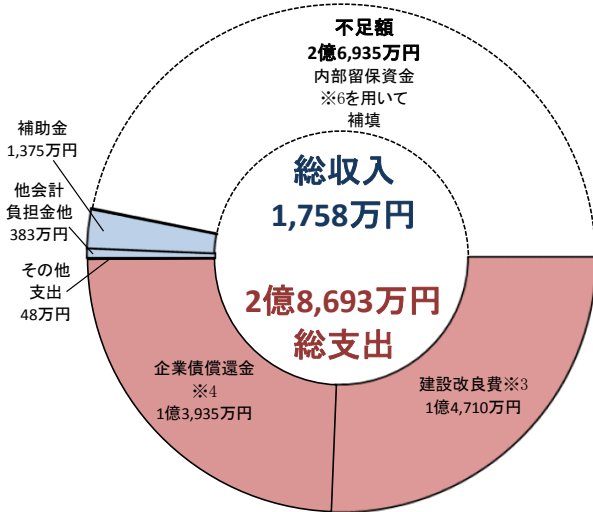 不足額
2億6,935万円
内部留保資金
※6を用いて
補填
補助金
1,375万円
他会計
負担金他
383万円
その他
支出
48万円
総収入
1,758万円
2億8,693万円
総支出
企業債償還金
※4
1億3,935万円
建設改良費※3
1億4,710万円